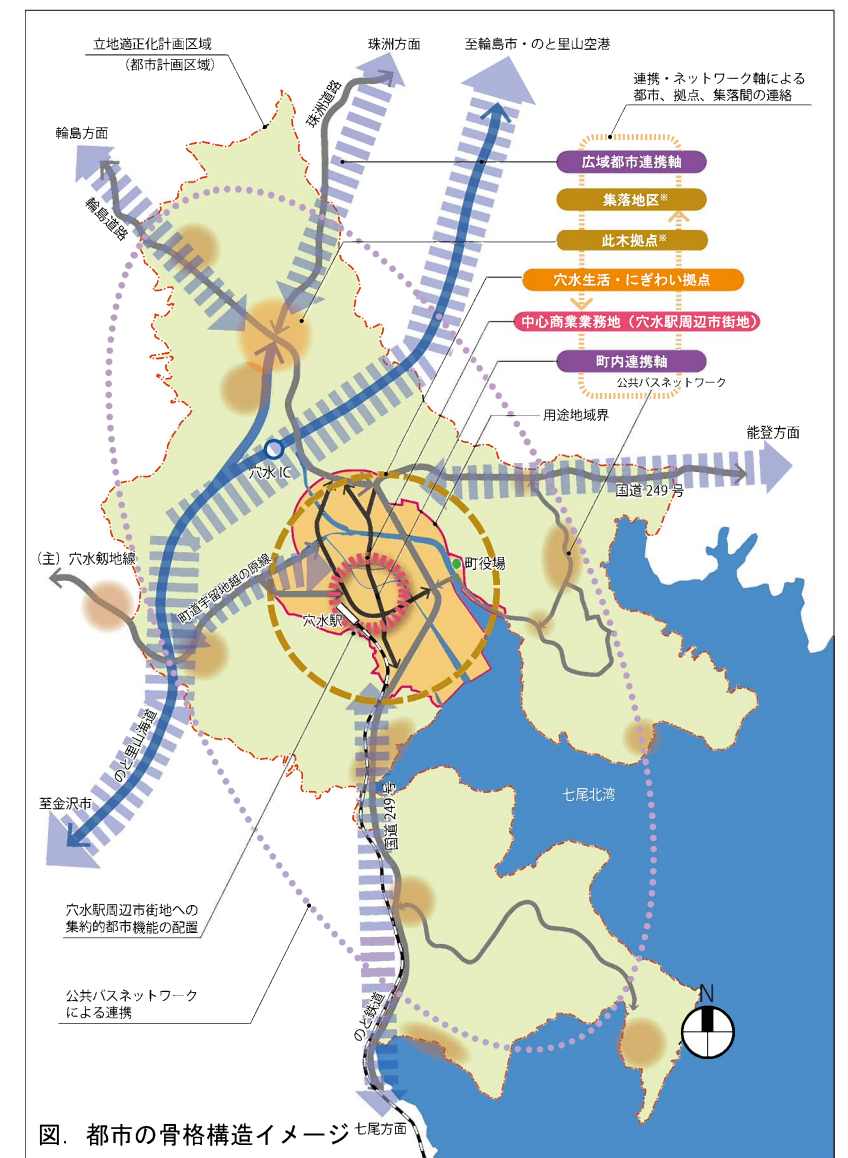 立地適正化計画区域
（都市計画区域）
珠洲方面
至輪島市・のと里山空港
連携・ネットワーク軸による
都市、拠点、集落間の連絡
珠洲道路
輪島方面
輪島道路
広域都市連携軸
集落地区※
此木拠点※
穴水生活・にぎわい拠点
中心商業業務地（穴水駅周辺市街地）
町内連携軸
公共バスネットワーク
用途地域界
能登方面
国道 249 号
穴水 IC
（主）穴水剱地線
町道宇留地越の原線
町役場
穴水駅
のと里山海道
至金沢市
国道 249 号
七尾北湾
穴水駅周辺市街地への
集約的都市機能の配置
公共バスネットワーク
による連携
のと鉄道
N
七尾方面
図．都市の骨格構造イメージ